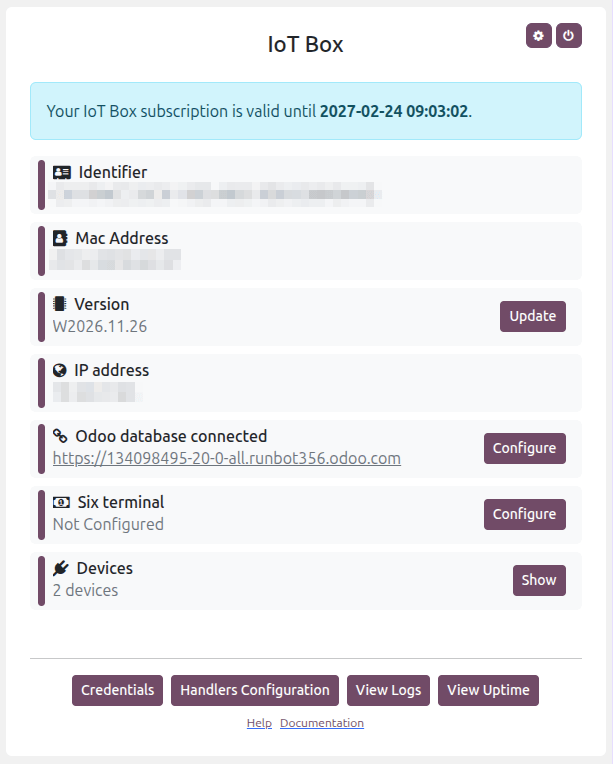 IoT Box
Your IoT Box subscription is valid until 2027-02-24 09:03:02.
Identifier
Mac Address
Version
W2026.11.26
Update
IP address
Odoo database connected
https://134098495-20-0-all.runbot356.odoo.com
Configure
Six terminal
Not Configured
Configure
Devices
2 devices
Show
Credentials
Handlers Configuration
View Logs
View Uptime
Help Documentation